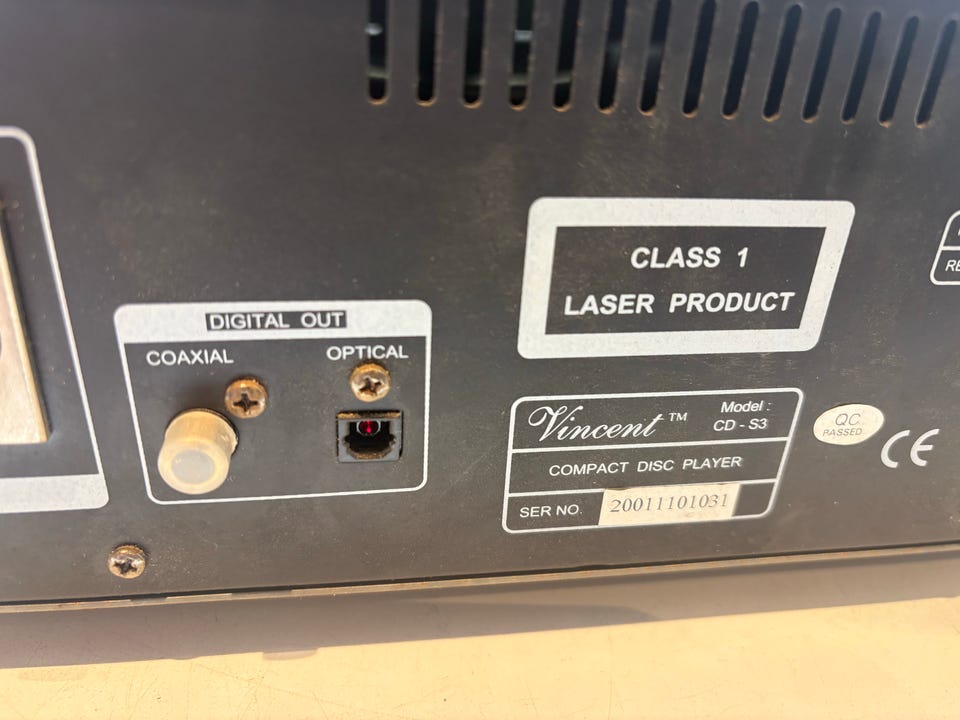 CLASS 1
LASER PRODUCT
DIGITAL OUT
COAXIAL
OPTICAL
Vincent™
Model :
CD - S3
COMPACT DISC PLAYER
SER NO. 20011101031
QC
PASSED
CE